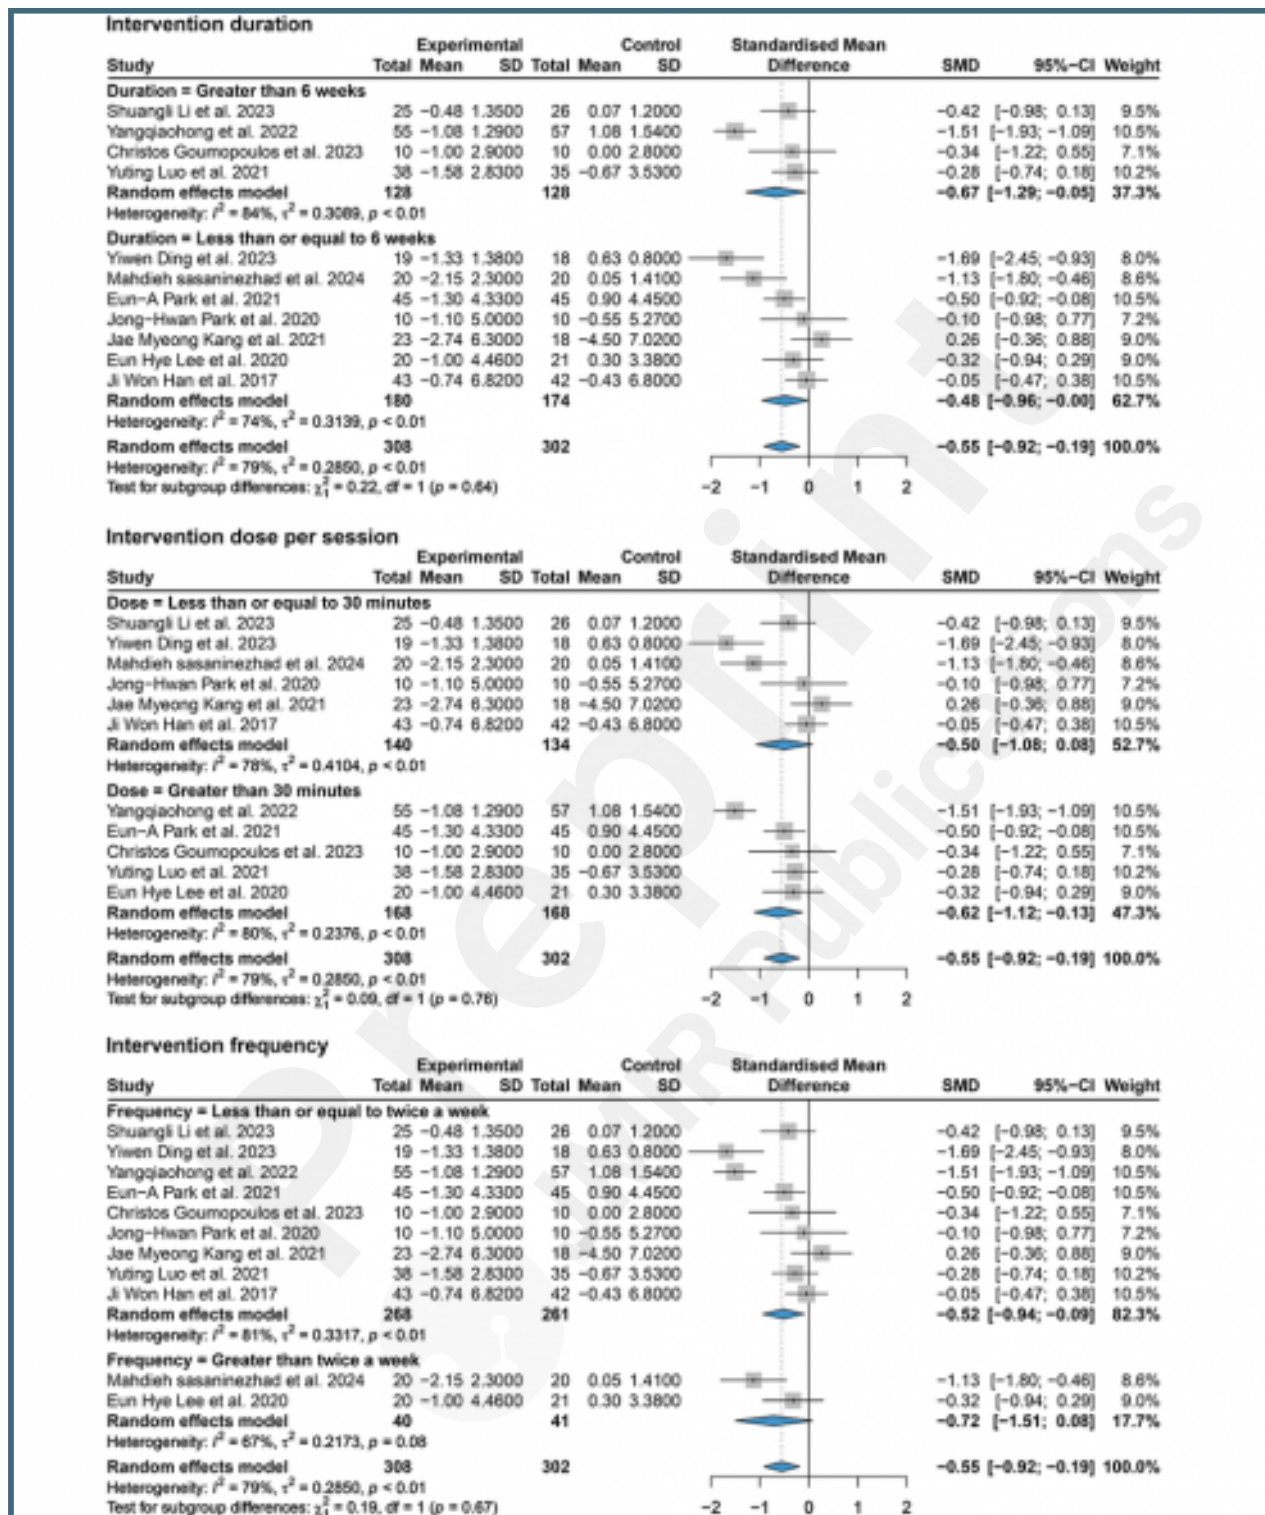 Intervention duration
Experimental Control Standardised Mean
Study Total Mean SD Total Mean SD Difference SMD 95%-CI Weight
Duration = Greater than 6 weeks
Shuangli Li et al. 2023 25 -0.48 1.3500 26 0.07 1.2000 -0.42 [-0.98; 0.13] 9.5%
Yangqiaohong et al. 2022 55 -1.08 1.2900 57 1.08 1.5400 -1.51 [-1.93; -1.09] 10.5%
Christos Goumopoulos et al. 2023 10 -1.00 2.9000 10 0.00 2.8000 -0.34 [-1.22; 0.55] 7.1%
Yuting Luo et al. 2021 38 -1.58 2.8300 35 -0.67 3.5300 -0.28 [-0.74; 0.18] 10.2%
Random effects model 128 128 -0.67 [-1.29; -0.05] 37.3%
Heterogeneity: I² = 84%, τ² = 0.3089, p < 0.01
Duration = Less than or equal to 6 weeks
Yiwen Ding et al. 2023 19 -1.33 1.3800 18 0.63 0.8000 -1.69 [-2.45; -0.93] 8.0%
Mahdieh sasaninezhad et al. 2024 20 -2.15 2.3000 20 0.05 1.4100 -1.13 [-1.80; -0.46] 8.6%
Eun-A Park et al. 2021 45 -1.30 4.3300 45 0.90 4.4500 -0.50 [-0.92; -0.08] 10.5%
Jong-Hwan Park et al. 2020 10 -1.10 5.0000 10 -0.55 5.2700 -0.10 [-0.98; 0.77] 7.2%
Jae Myeong Kang et al. 2021 23 -2.74 6.3000 18 -4.50 7.0200 0.26 [-0.36; 0.88] 9.0%
Eun Hye Lee et al. 2020 20 -1.00 4.4600 21 0.30 3.3800 -0.32 [-0.94; 0.29] 9.0%
Ji Won Han et al. 2017 43 -0.74 6.8200 42 -0.43 6.8000 -0.05 [-0.47; 0.38] 10.5%
Random effects model 180 174 -0.48 [-0.96; -0.00] 62.7%
Heterogeneity: I² = 74%, τ² = 0.3139, p < 0.01
Random effects model 308 302 -0.55 [-0.92; -0.19] 100.0%
Heterogeneity: I² = 79%, τ² = 0.2850, p < 0.01
Test for subgroup differences: χ²₁ = 0.22, df = 1 (p = 0.64) -2 -1 0 1 2
Intervention dose per session
Experimental Control Standardised Mean
Study Total Mean SD Total Mean SD Difference SMD 95%-CI Weight
Dose = Less than or equal to 30 minutes
Shuangli Li et al. 2023 25 -0.48 1.3500 26 0.07 1.2000 -0.42 [-0.98; 0.13] 9.5%
Yiwen Ding et al. 2023 19 -1.33 1.3800 18 0.63 0.8000 -1.69 [-2.45; -0.93] 8.0%
Mahdieh sasaninezhad et al. 2024 20 -2.15 2.3000 20 0.05 1.4100 -1.13 [-1.80; -0.46] 8.6%
Jong-Hwan Park et al. 2020 10 -1.10 5.0000 10 -0.55 5.2700 -0.10 [-0.98; 0.77] 7.2%
Jae Myeong Kang et al. 2021 23 -2.74 6.3000 18 -4.50 7.0200 0.26 [-0.36; 0.88] 9.0%
Ji Won Han et al. 2017 43 -0.74 6.8200 42 -0.43 6.8000 -0.05 [-0.47; 0.38] 10.5%
Random effects model 140 134 -0.50 [-1.08; 0.08] 52.7%
Heterogeneity: I² = 78%, τ² = 0.4104, p < 0.01
Dose = Greater than 30 minutes
Yangqiaohong et al. 2022 55 -1.08 1.2900 57 1.08 1.5400 -1.51 [-1.93; -1.09] 10.5%
Eun-A Park et al. 2021 45 -1.30 4.3300 45 0.90 4.4500 -0.50 [-0.92; -0.08] 10.5%
Christos Goumopoulos et al. 2023 10 -1.00 2.9000 10 0.00 2.8000 -0.34 [-1.22; 0.55] 7.1%
Yuting Luo et al. 2021 38 -1.58 2.8300 35 -0.67 3.5300 -0.28 [-0.74; 0.18] 10.2%
Eun Hye Lee et al. 2020 20 -1.00 4.4600 21 0.30 3.3800 -0.32 [-0.94; 0.29] 9.0%
Random effects model 168 168 -0.62 [-1.12; -0.13] 47.3%
Heterogeneity: I² = 80%, τ² = 0.2376, p < 0.01
Random effects model 308 302 -0.55 [-0.92; -0.19] 100.0%
Heterogeneity: I² = 79%, τ² = 0.2850, p < 0.01
Test for subgroup differences: χ²₁ = 0.09, df = 1 (p = 0.76) -2 -1 0 1 2
Intervention frequency
Experimental Control Standardised Mean
Study Total Mean SD Total Mean SD Difference SMD 95%-CI Weight
Frequency = Less than or equal to twice a week
Shuangli Li et al. 2023 25 -0.48 1.3500 26 0.07 1.2000 -0.42 [-0.98; 0.13] 9.5%
Yiwen Ding et al. 2023 19 -1.33 1.3800 18 0.63 0.8000 -1.69 [-2.45; -0.93] 8.0%
Yangqiaohong et al. 2022 55 -1.08 1.2900 57 1.08 1.5400 -1.51 [-1.93; -1.09] 10.5%
Eun-A Park et al. 2021 45 -1.30 4.3300 45 0.90 4.4500 -0.50 [-0.92; -0.08] 10.5%
Christos Goumopoulos et al. 2023 10 -1.00 2.9000 10 0.00 2.8000 -0.34 [-1.22; 0.55] 7.1%
Jong-Hwan Park et al. 2020 10 -1.10 5.0000 10 -0.55 5.2700 -0.10 [-0.98; 0.77] 7.2%
Jae Myeong Kang et al. 2021 23 -2.74 6.3000 18 -4.50 7.0200 0.26 [-0.36; 0.88] 9.0%
Yuting Luo et al. 2021 38 -1.58 2.8300 35 -0.67 3.5300 -0.28 [-0.74; 0.18] 10.2%
Ji Won Han et al. 2017 43 -0.74 6.8200 42 -0.43 6.8000 -0.05 [-0.47; 0.38] 10.5%
Random effects model 268 261 -0.52 [-0.94; -0.09] 82.3%
Heterogeneity: I² = 81%, τ² = 0.3317, p < 0.01
Frequency = Greater than twice a week
Mahdieh sasaninezhad et al. 2024 20 -2.15 2.3000 20 0.05 1.4100 -1.13 [-1.80; -0.46] 8.6%
Eun Hye Lee et al. 2020 20 -1.00 4.4600 21 0.30 3.3800 -0.32 [-0.94; 0.29] 9.0%
Random effects model 40 41 -0.72 [-1.51; 0.08] 17.7%
Heterogeneity: I² = 67%, τ² = 0.2173, p = 0.08
Random effects model 308 302 -0.55 [-0.92; -0.19] 100.0%
Heterogeneity: I² = 79%, τ² = 0.2850, p < 0.01
Test for subgroup differences: χ²₁ = 0.19, df = 1 (p = 0.67) -2 -1 0 1 2
Preprint
JMIR Publications